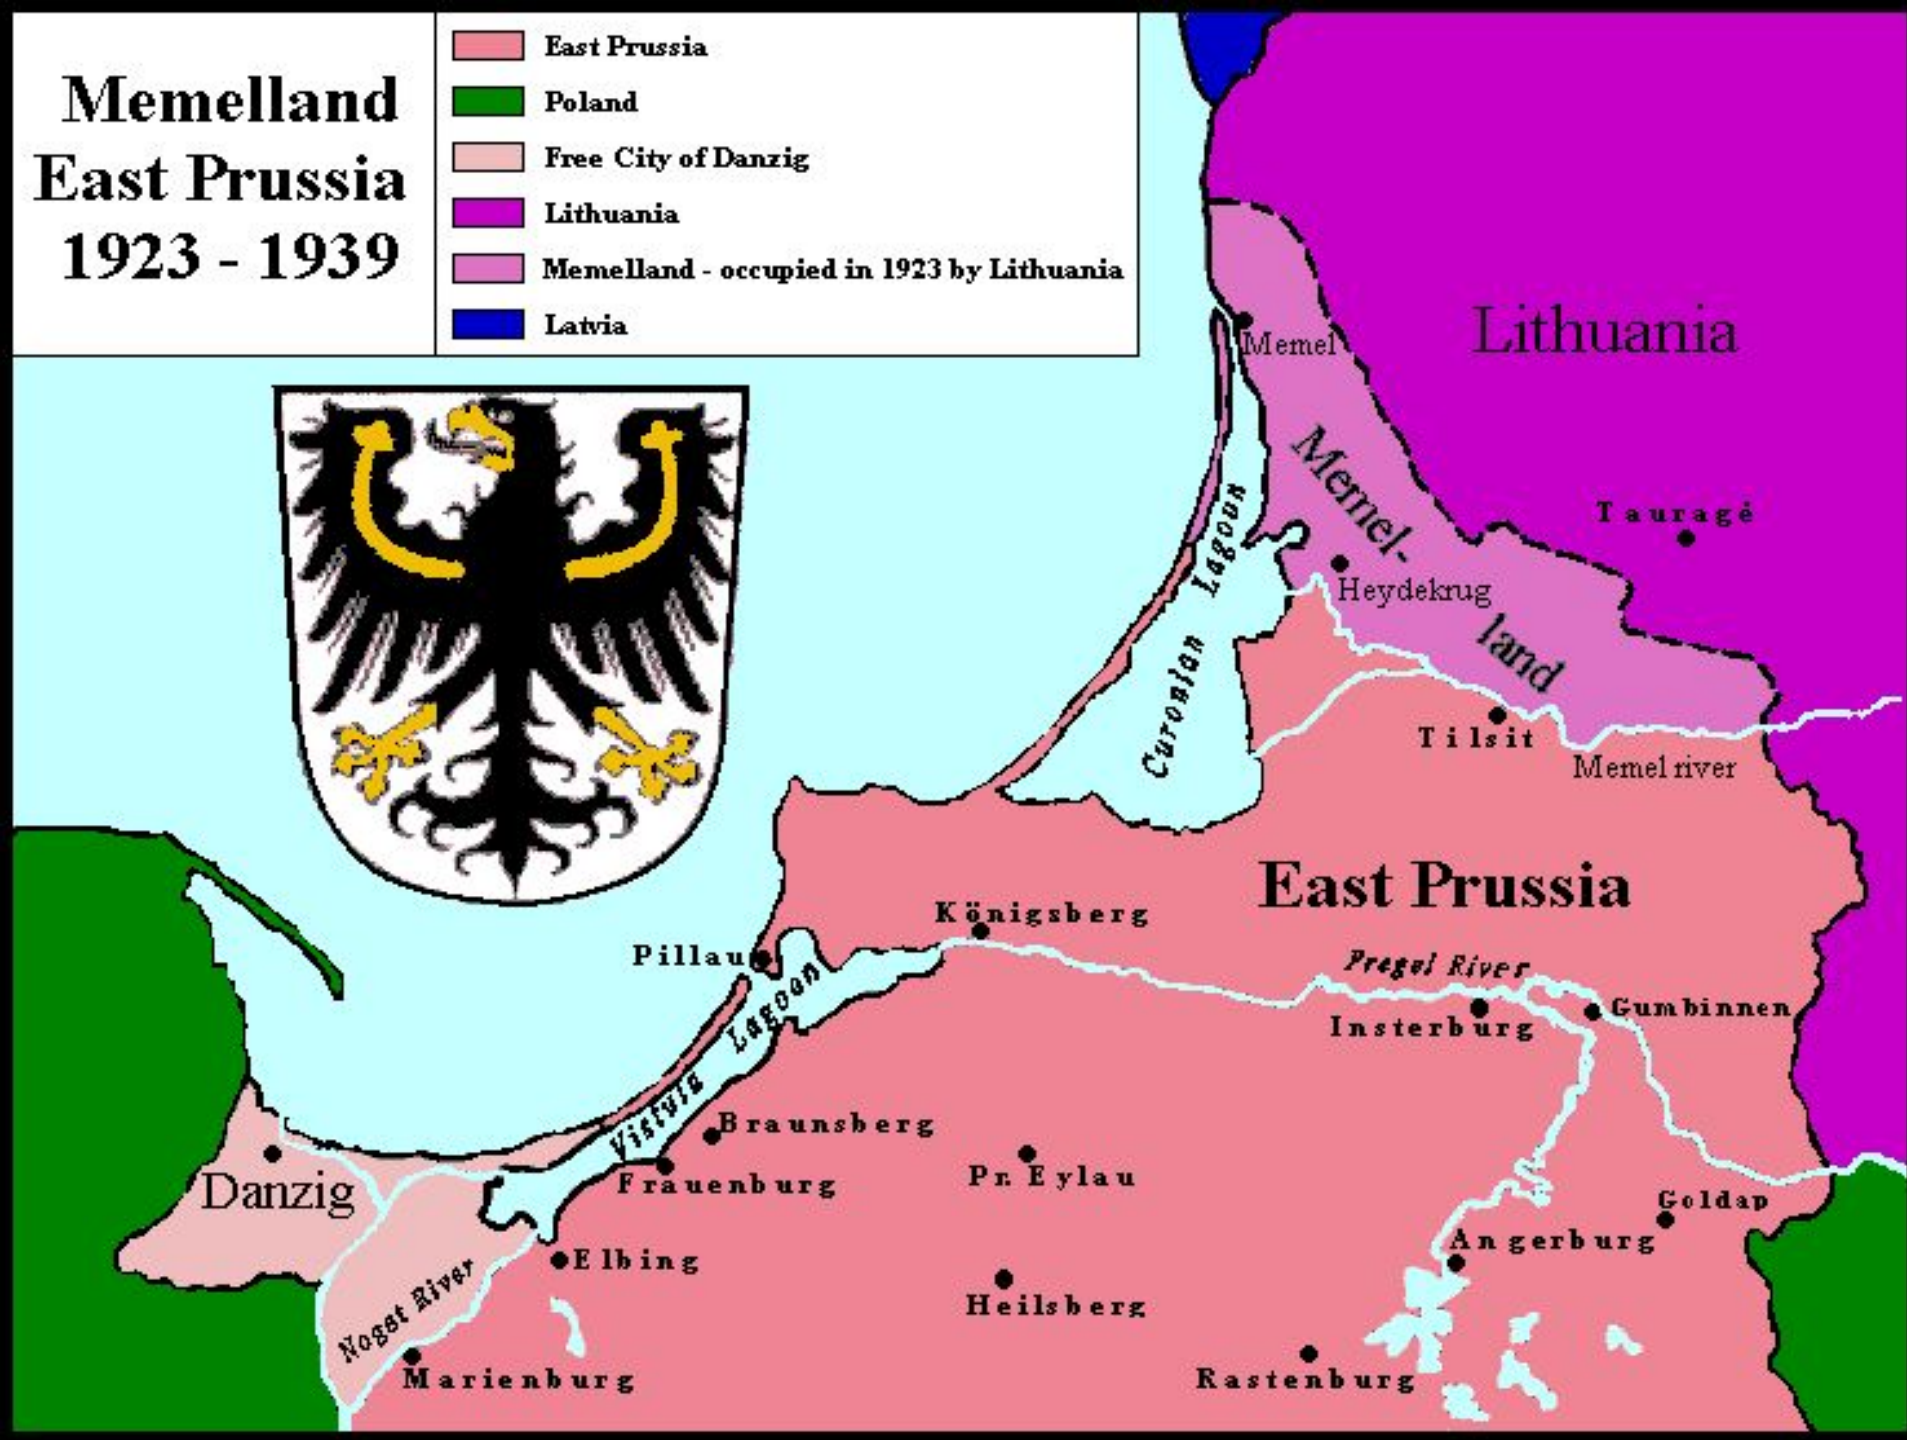 Memelland
East Prussia
1923 - 1939
East Prussia
Poland
Free City of Danzig
Lithuania
Memelland - occupied in 1923 by Lithuania
Latvia
Lithuania
Memel
Memel-
land
Tauragė
Heydekrug
Curonian Lagoon
Tilsit
Memel river
East Prussia
Königsberg
Pillau
Pregel River
Gumbinnen
Insterburg
Vistula Lagoon
Braunsberg
Frauenburg
Pr. Eylau
Danzig
Goldap
Angerburg
Elbing
Nogat River
Heilsberg
Marienburg
Rastenburg